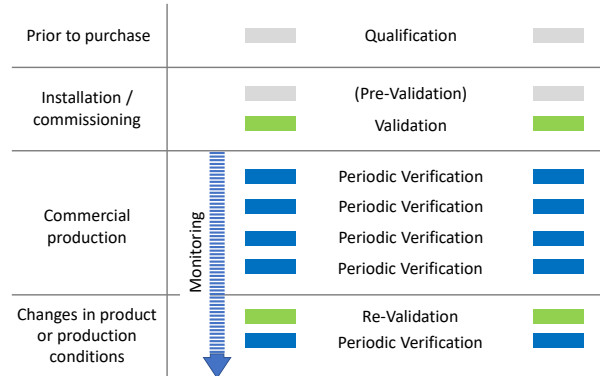 Prior to purchase
Qualification
Installation /
commissioning
(Pre-Validation)
Validation
Commercial
production
Monitoring
Periodic Verification
Periodic Verification
Periodic Verification
Periodic Verification
Changes in product
or production
conditions
Re-Validation
Periodic Verification